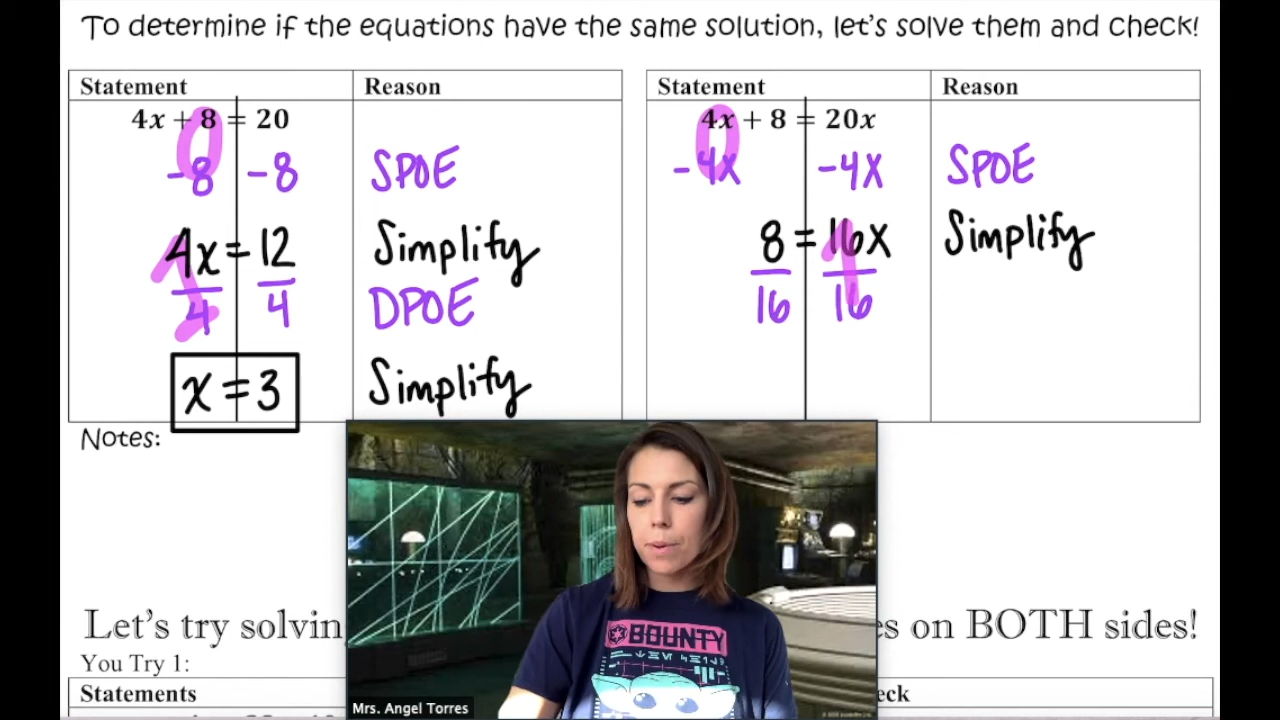 To determine if the equations have the same solution, let's solve them and check!
Statement Reason
4x + 8 = 20
-8 -8 SPOE
4x = 12 Simplify
4 4 DPOE
x = 3 Simplify
Statement Reason
4x + 8 = 20x
-4x -4x SPOE
8 = 16x Simplify
16 16
Notes:
Let's try solvin
es on BOTH sides!
You Try 1:
Statements
eck
BOUNTY
Mrs. Angel Torres